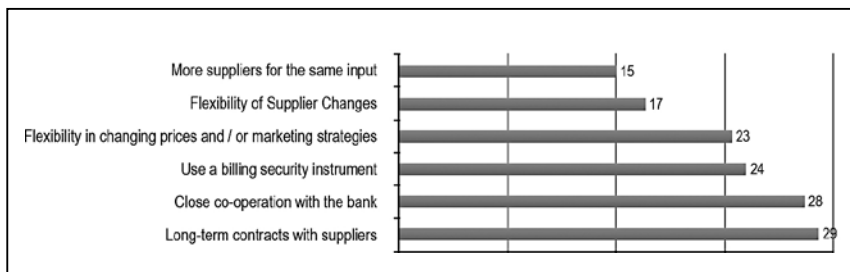 More suppliers for the same input
15
Flexibility of Supplier Changes
17
Flexibility in changing prices and / or marketing strategies
23
Use a billing security instrument
24
Close co-operation with the bank
28
Long-term contracts with suppliers
29